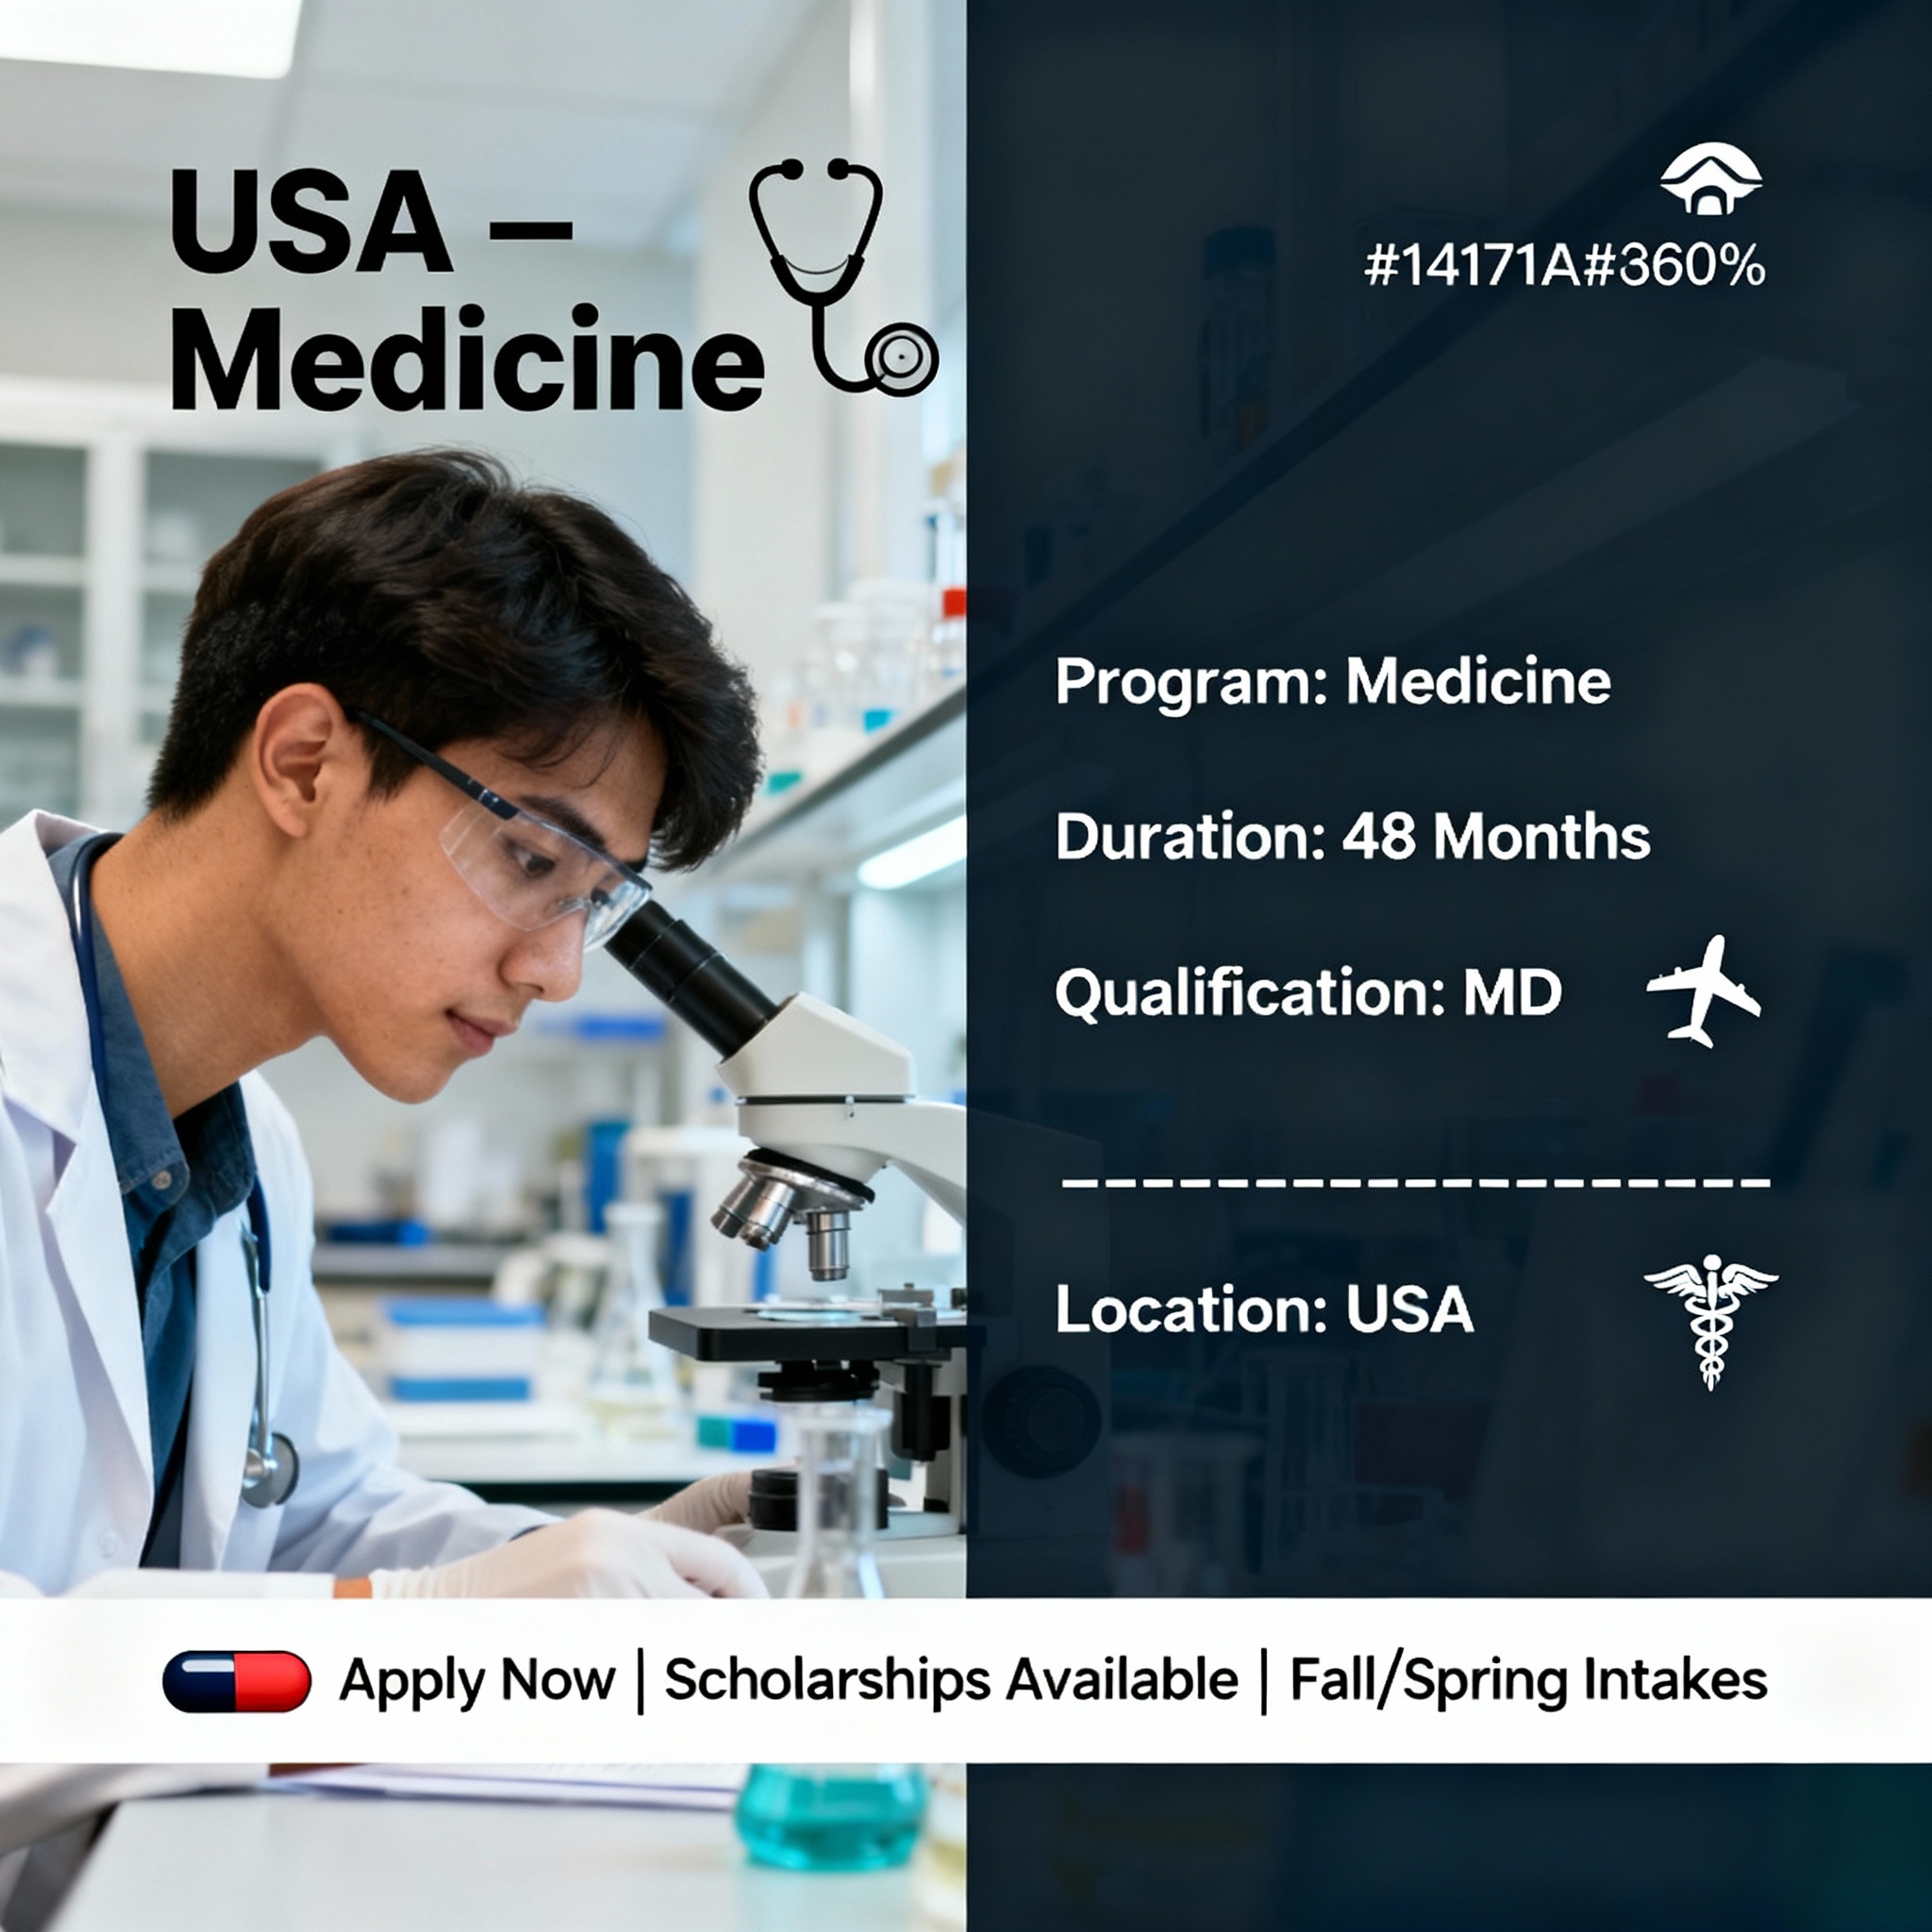 USA –
Medicine
#14171A#360%
Program: Medicine
Duration: 48 Months
Qualification: MD
Location: USA
Apply Now | Scholarships Available | Fall/Spring Intakes